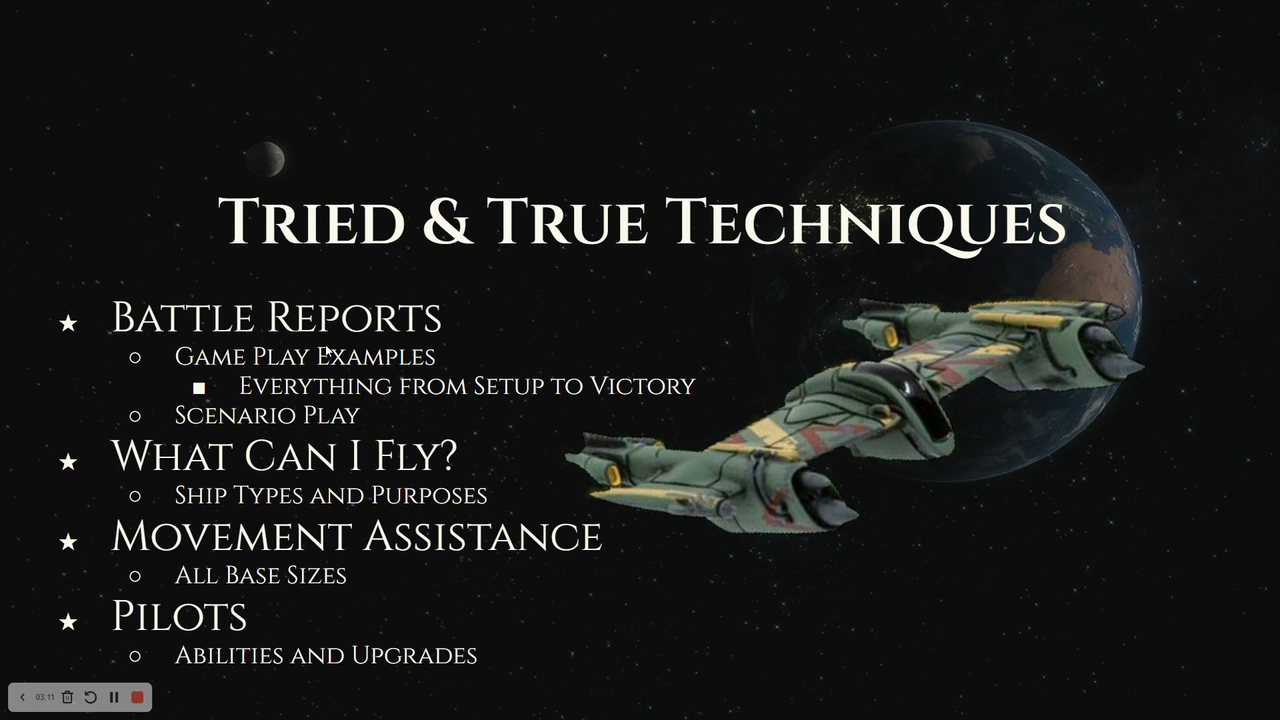 Tried & True Techniques
★ Battle Reports
○ Game Play Examples
■ Everything from Setup to Victory
○ Scenario Play
★ What Can I Fly?
○ Ship Types and Purposes
★ Movement Assistance
○ All Base Sizes
★ Pilots
○ Abilities and Upgrades
03:11